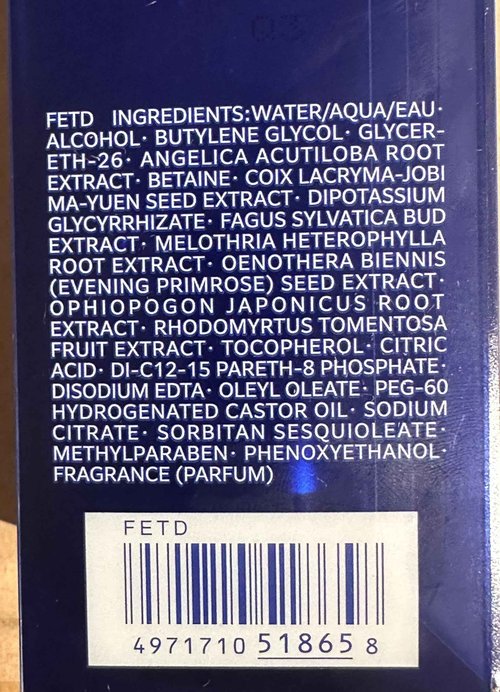 FETD INGREDIENTS:WATER/AQUA/EAU·
ALCOHOL· BUTYLENE GLYCOL· GLYCER-
ETH-26· ANGELICA ACUTILOBA ROOT
EXTRACT· BETAINE· COIX LACRYMA-JOBI
MA-YUEN SEED EXTRACT· DIPOTASSIUM
GLYCYRRHIZATE· FAGUS SYLVATICA BUD
EXTRACT· MELOTHRIA HETEROPHYLLA
ROOT EXTRACT· OENOTHERA BIENNIS
(EVENING PRIMROSE) SEED EXTRACT·
OPHIOPOGON JAPONICUS ROOT
EXTRACT· RHODOMYRTUS TOMENTOSA
FRUIT EXTRACT· TOCOPHEROL· CITRIC
ACID· DI-C12-15 PARETH-8 PHOSPHATE·
DISODIUM EDTA· OLEYL OLEATE· PEG-60
HYDROGENATED CASTOR OIL· SODIUM
CITRATE· SORBITAN SESQUIOLEATE·
METHYLPARABEN· PHENOXYETHANOL·
FRAGRANCE (PARFUM)
FETD
4971710 51865 8